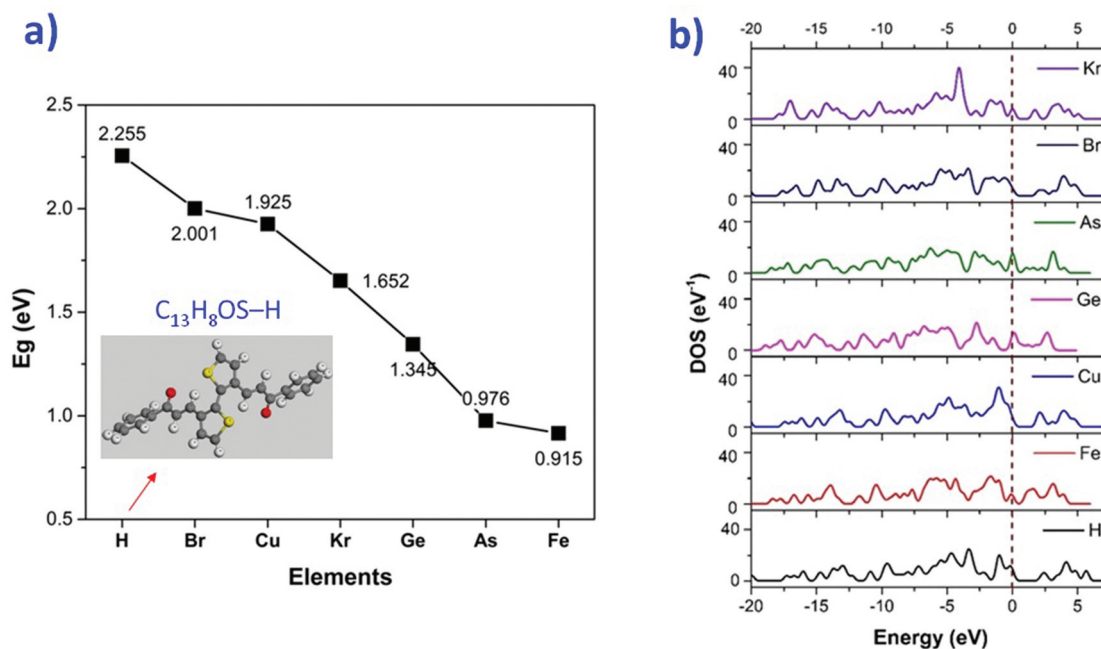 a)
Eg (eV)
2.5
2.0
1.5
1.0
0.5
2.255
2.001
1.925
1.652
1.345
0.976
0.915
C₁₃H₈OS–H
H Br Cu Kr Ge As Fe
Elements
b)
-20 -15 -10 -5 0 5
DOS (eV⁻¹)
40
0
Kr
40
0
Br
40
0
As
40
0
Ge
40
0
Cu
40
0
Fe
40
0
H
-20 -15 -10 -5 0 5
Energy (eV)